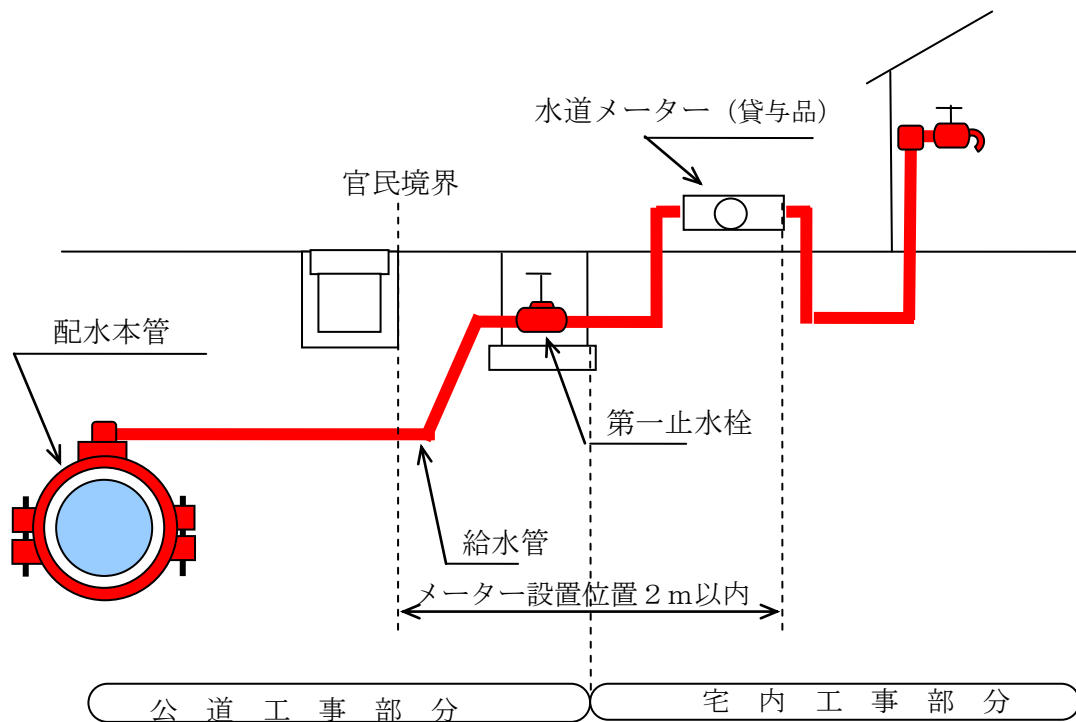 水道メーター（貸与品）
官民境界
配水本管
第一止水栓
給水管
メーター設置位置２ｍ以内
公道工事部分
宅内工事部分